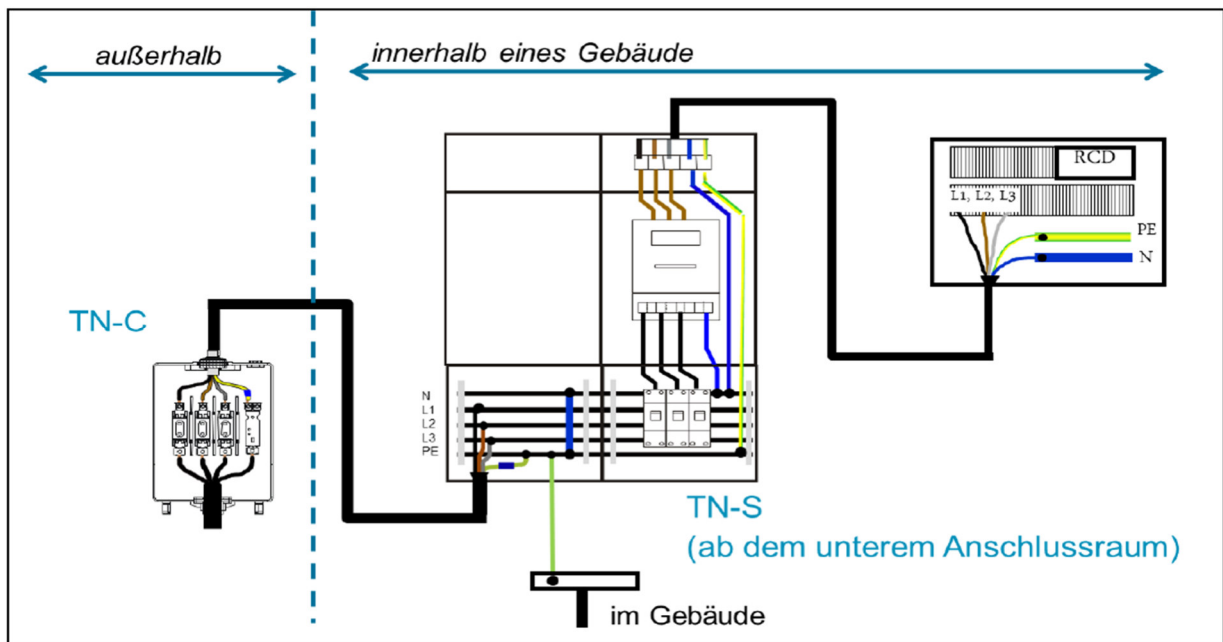 außerhalb
innerhalb eines Gebäude
TN-C
RCD
L1, L2, L3
PE
N
N
L1
L2
L3
PE
TN-S
(ab dem unterem Anschlussraum)
im Gebäude